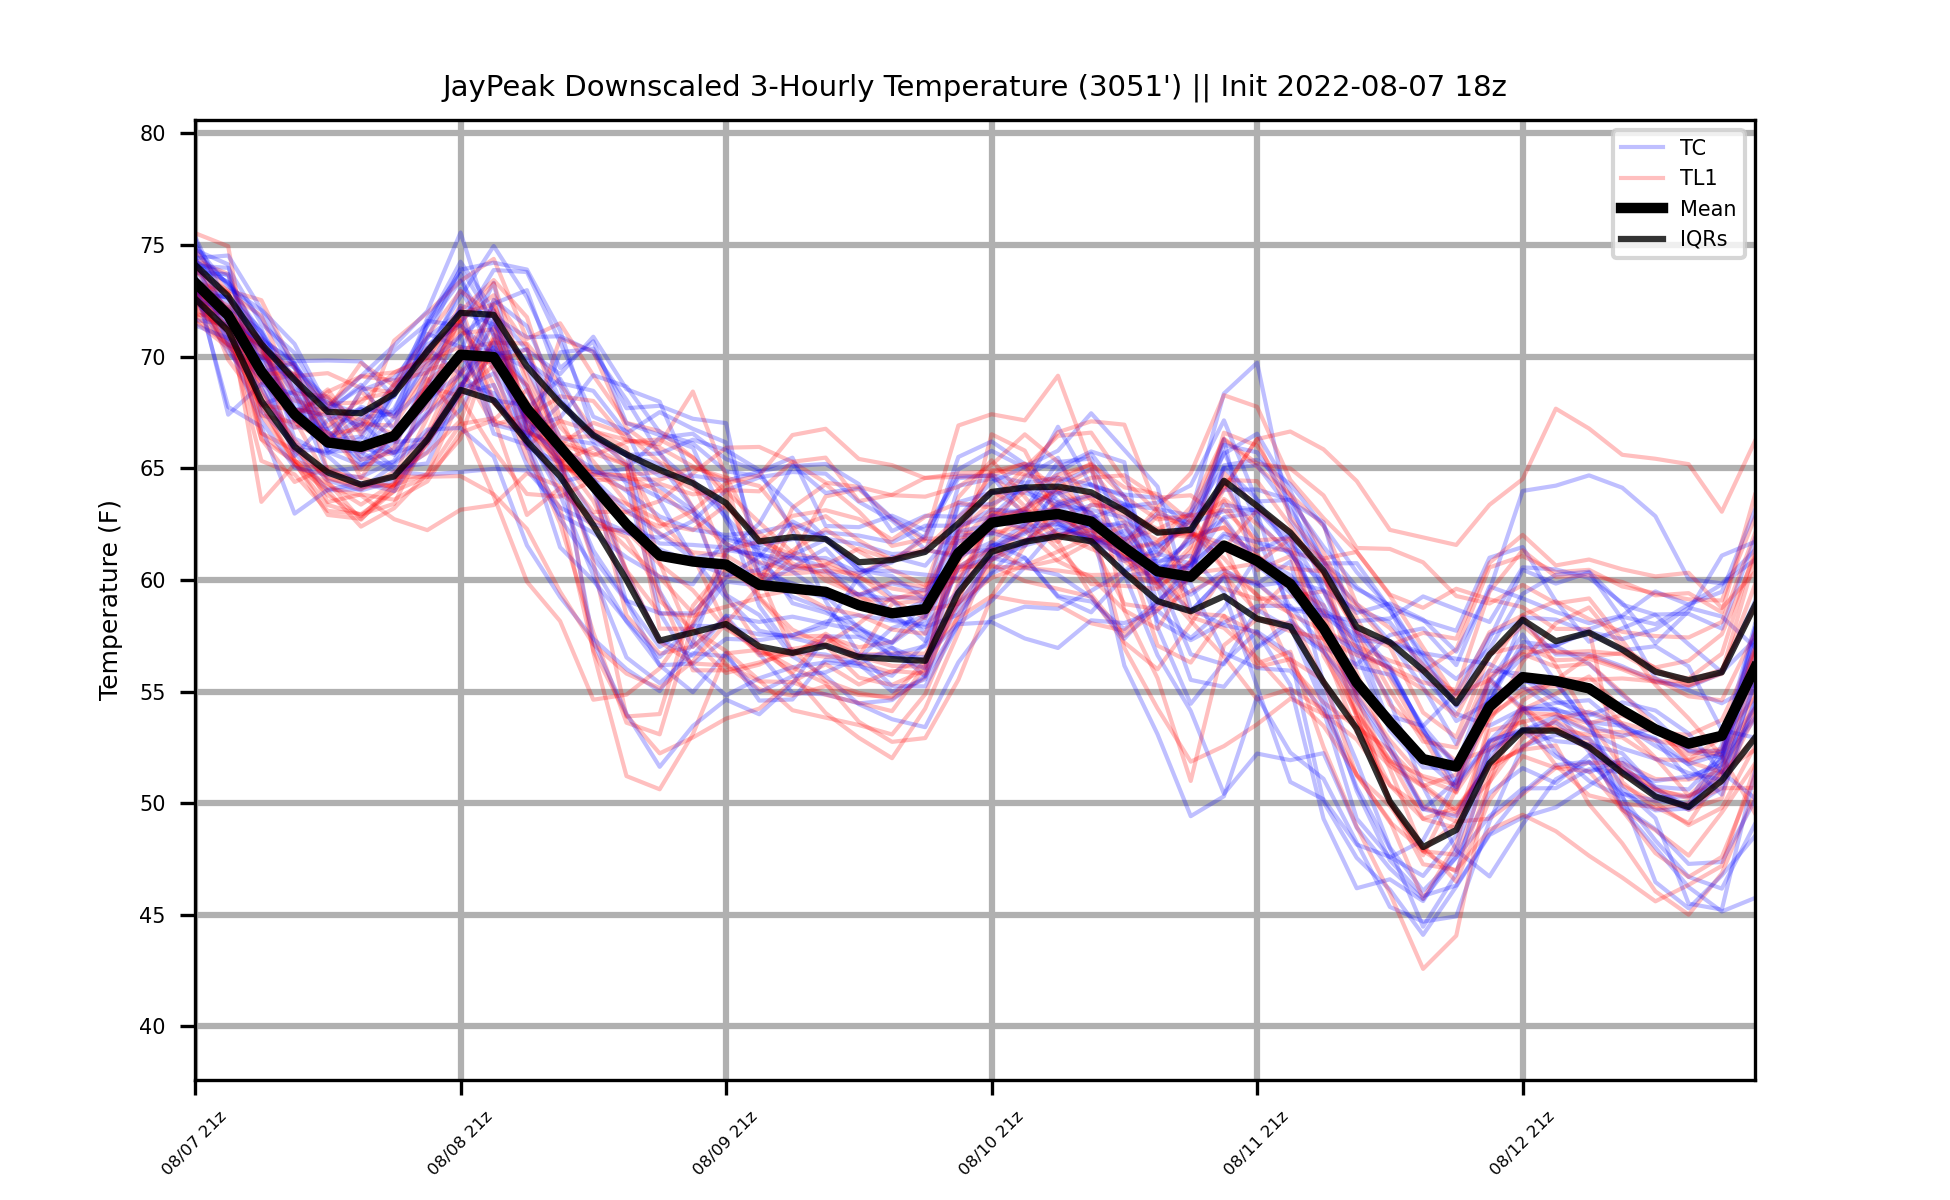 JayPeak Downscaled 3-Hourly Temperature (3051') || Init 2022-08-07 18z
TC
TL1
Mean
IQRs
Temperature (F)
80
75
70
65
60
55
50
45
40
08/07 21z
08/08 21z
08/09 21z
08/10 21z
08/11 21z
08/12 21z